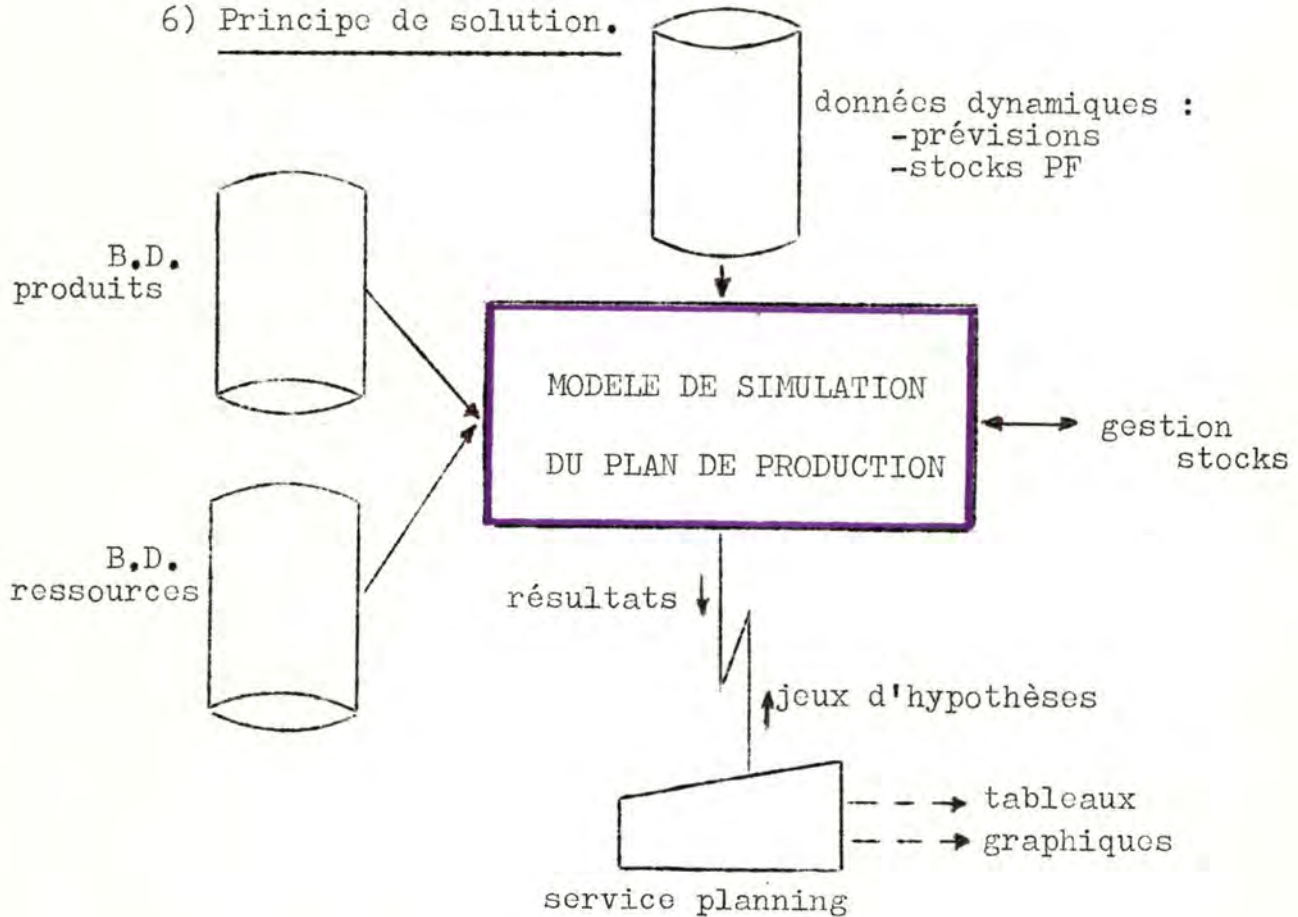 6) Principe de solution.
données dynamiques :
-prévisions
-stocks PF
B.D.
produits
MODELE DE SIMULATION
DU PLAN DE PRODUCTION
gestion
stocks
B.D.
ressources
résultats
jeux d'hypothèses
tableaux
graphiques
service planning